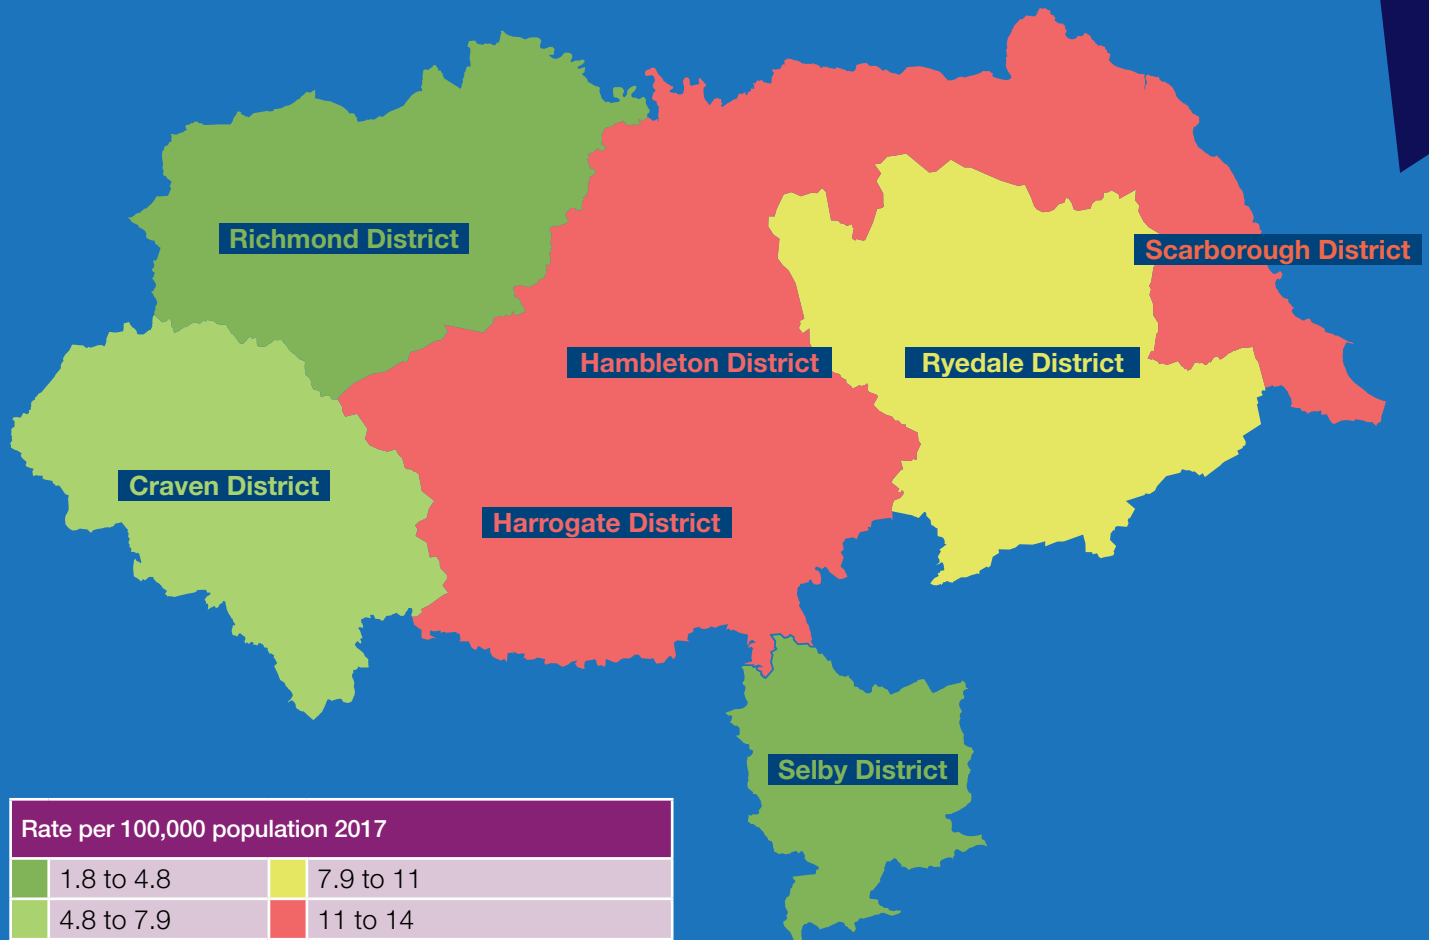 Richmond District
Scarborough District
Hambleton District
Ryedale District
Craven District
Harrogate District
Selby District
Rate per 100,000 population 2017
1.8 to 4.8 7.9 to 11
4.8 to 7.9 11 to 14